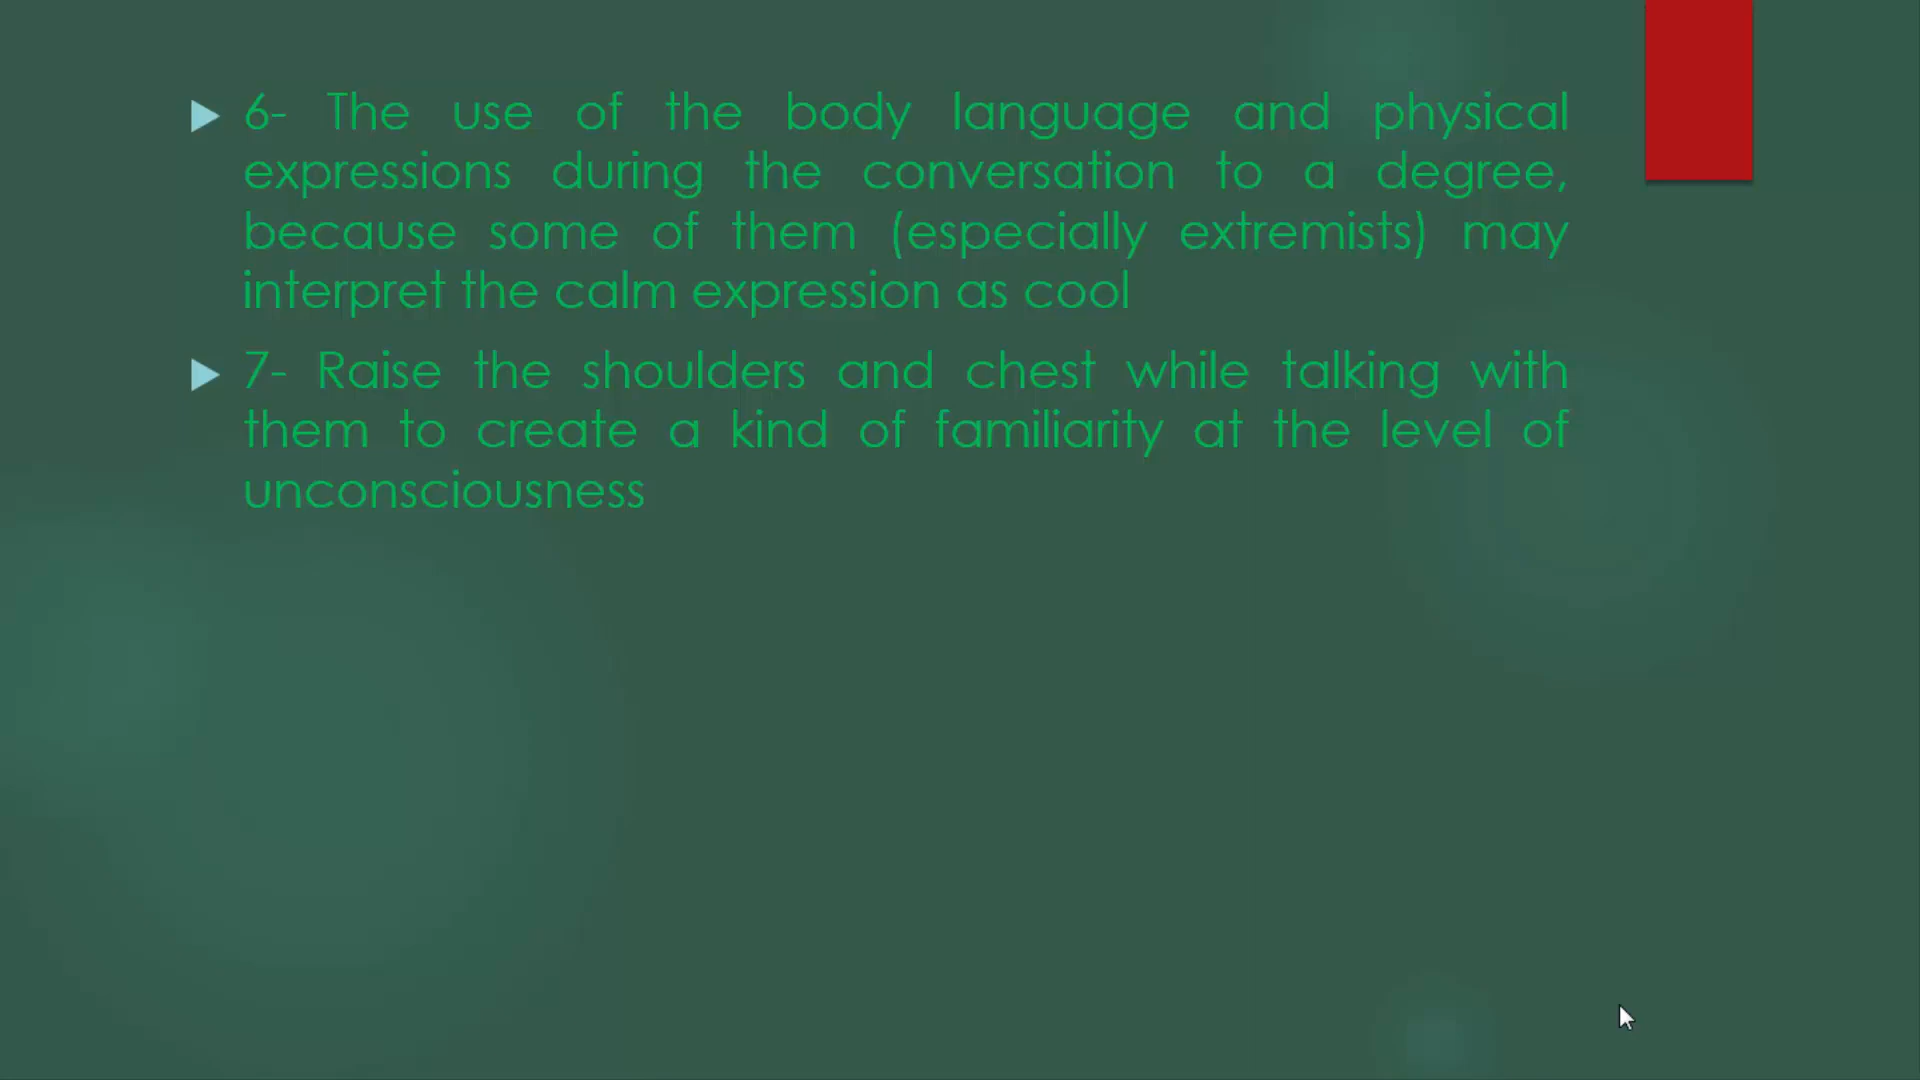 6- The use of the body language and physical
expressions during the conversation to a degree,
because some of them (especially extremists) may
interpret the calm expression as cool
7- Raise the shoulders and chest while talking with
them to create a kind of familiarity at the level of
unconsciousness